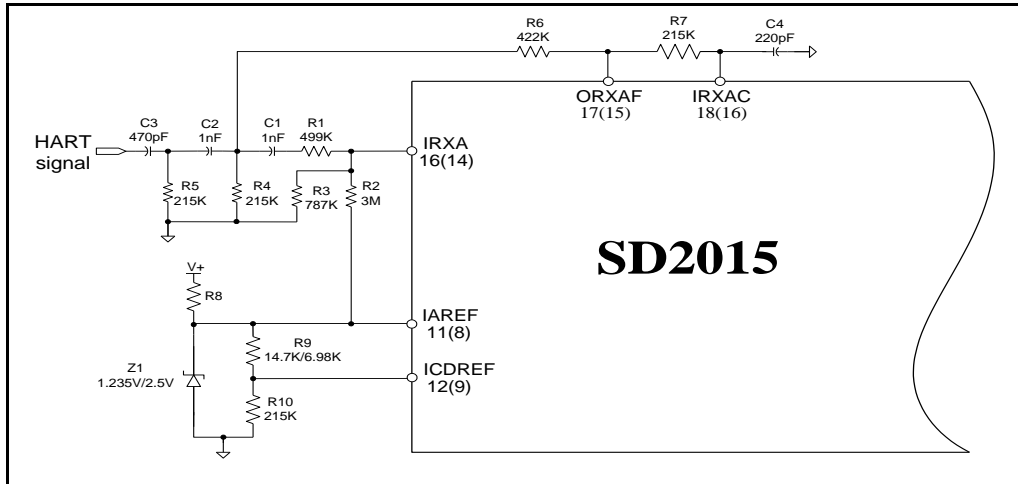 R6
422K
R7
215K
C4
220pF
ORXAF
17(15)
IRXAC
18(16)
HART
signal
C3
470pF
C2
1nF
C1
1nF
R1
499K
IRXA
16(14)
R5
215K
R4
215K
R3
787K
R2
3M
SD2015
V+
R8
IAREF
11(8)
R9
14.7K/6.98K
Z1
1.235V/2.5V
ICDREF
12(9)
R10
215K